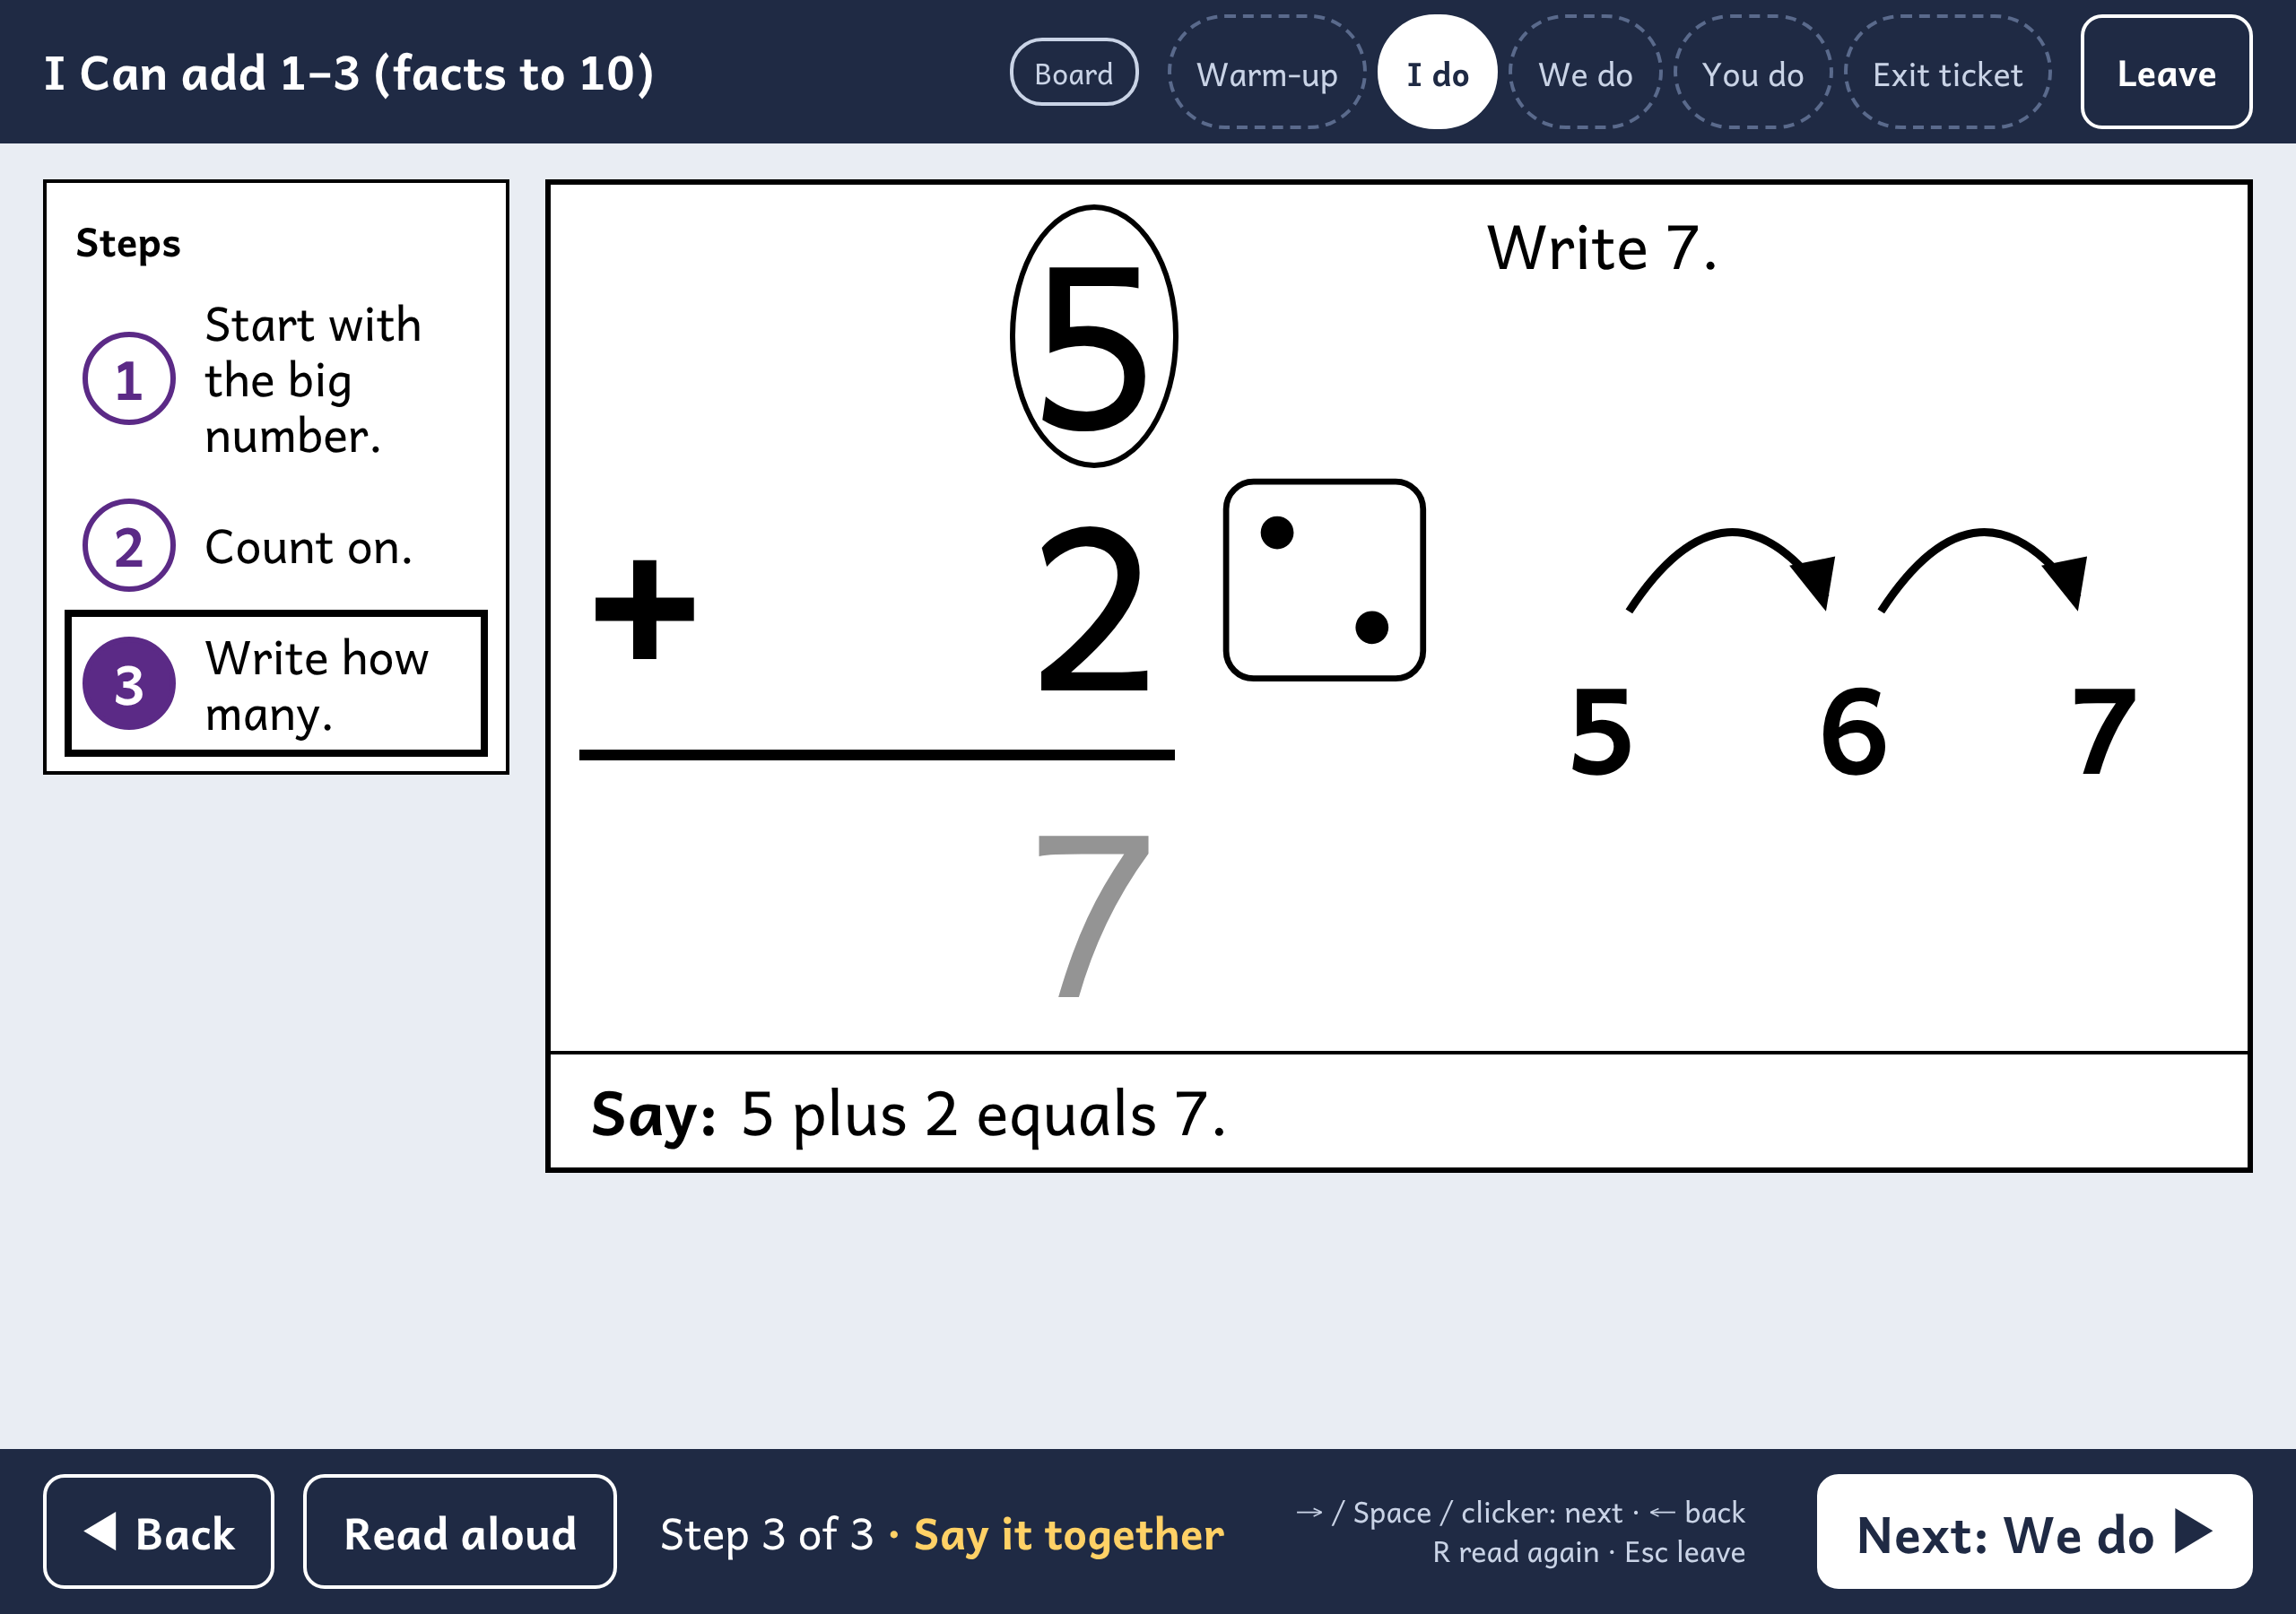 I Can add 1–3 (facts to 10)
Board
Warm-up
I do
We do
You do
Exit ticket
Leave
Steps
1
Start with
the big
number.
2
Count on.
3
Write how
many.
5
Write 7.
+ 2
5 6 7
7
Say: 5 plus 2 equals 7.
◀ Back
Read aloud
Step 3 of 3 · Say it together
→ / Space / clicker: next · ← back
R read again · Esc leave
Next: We do ▶